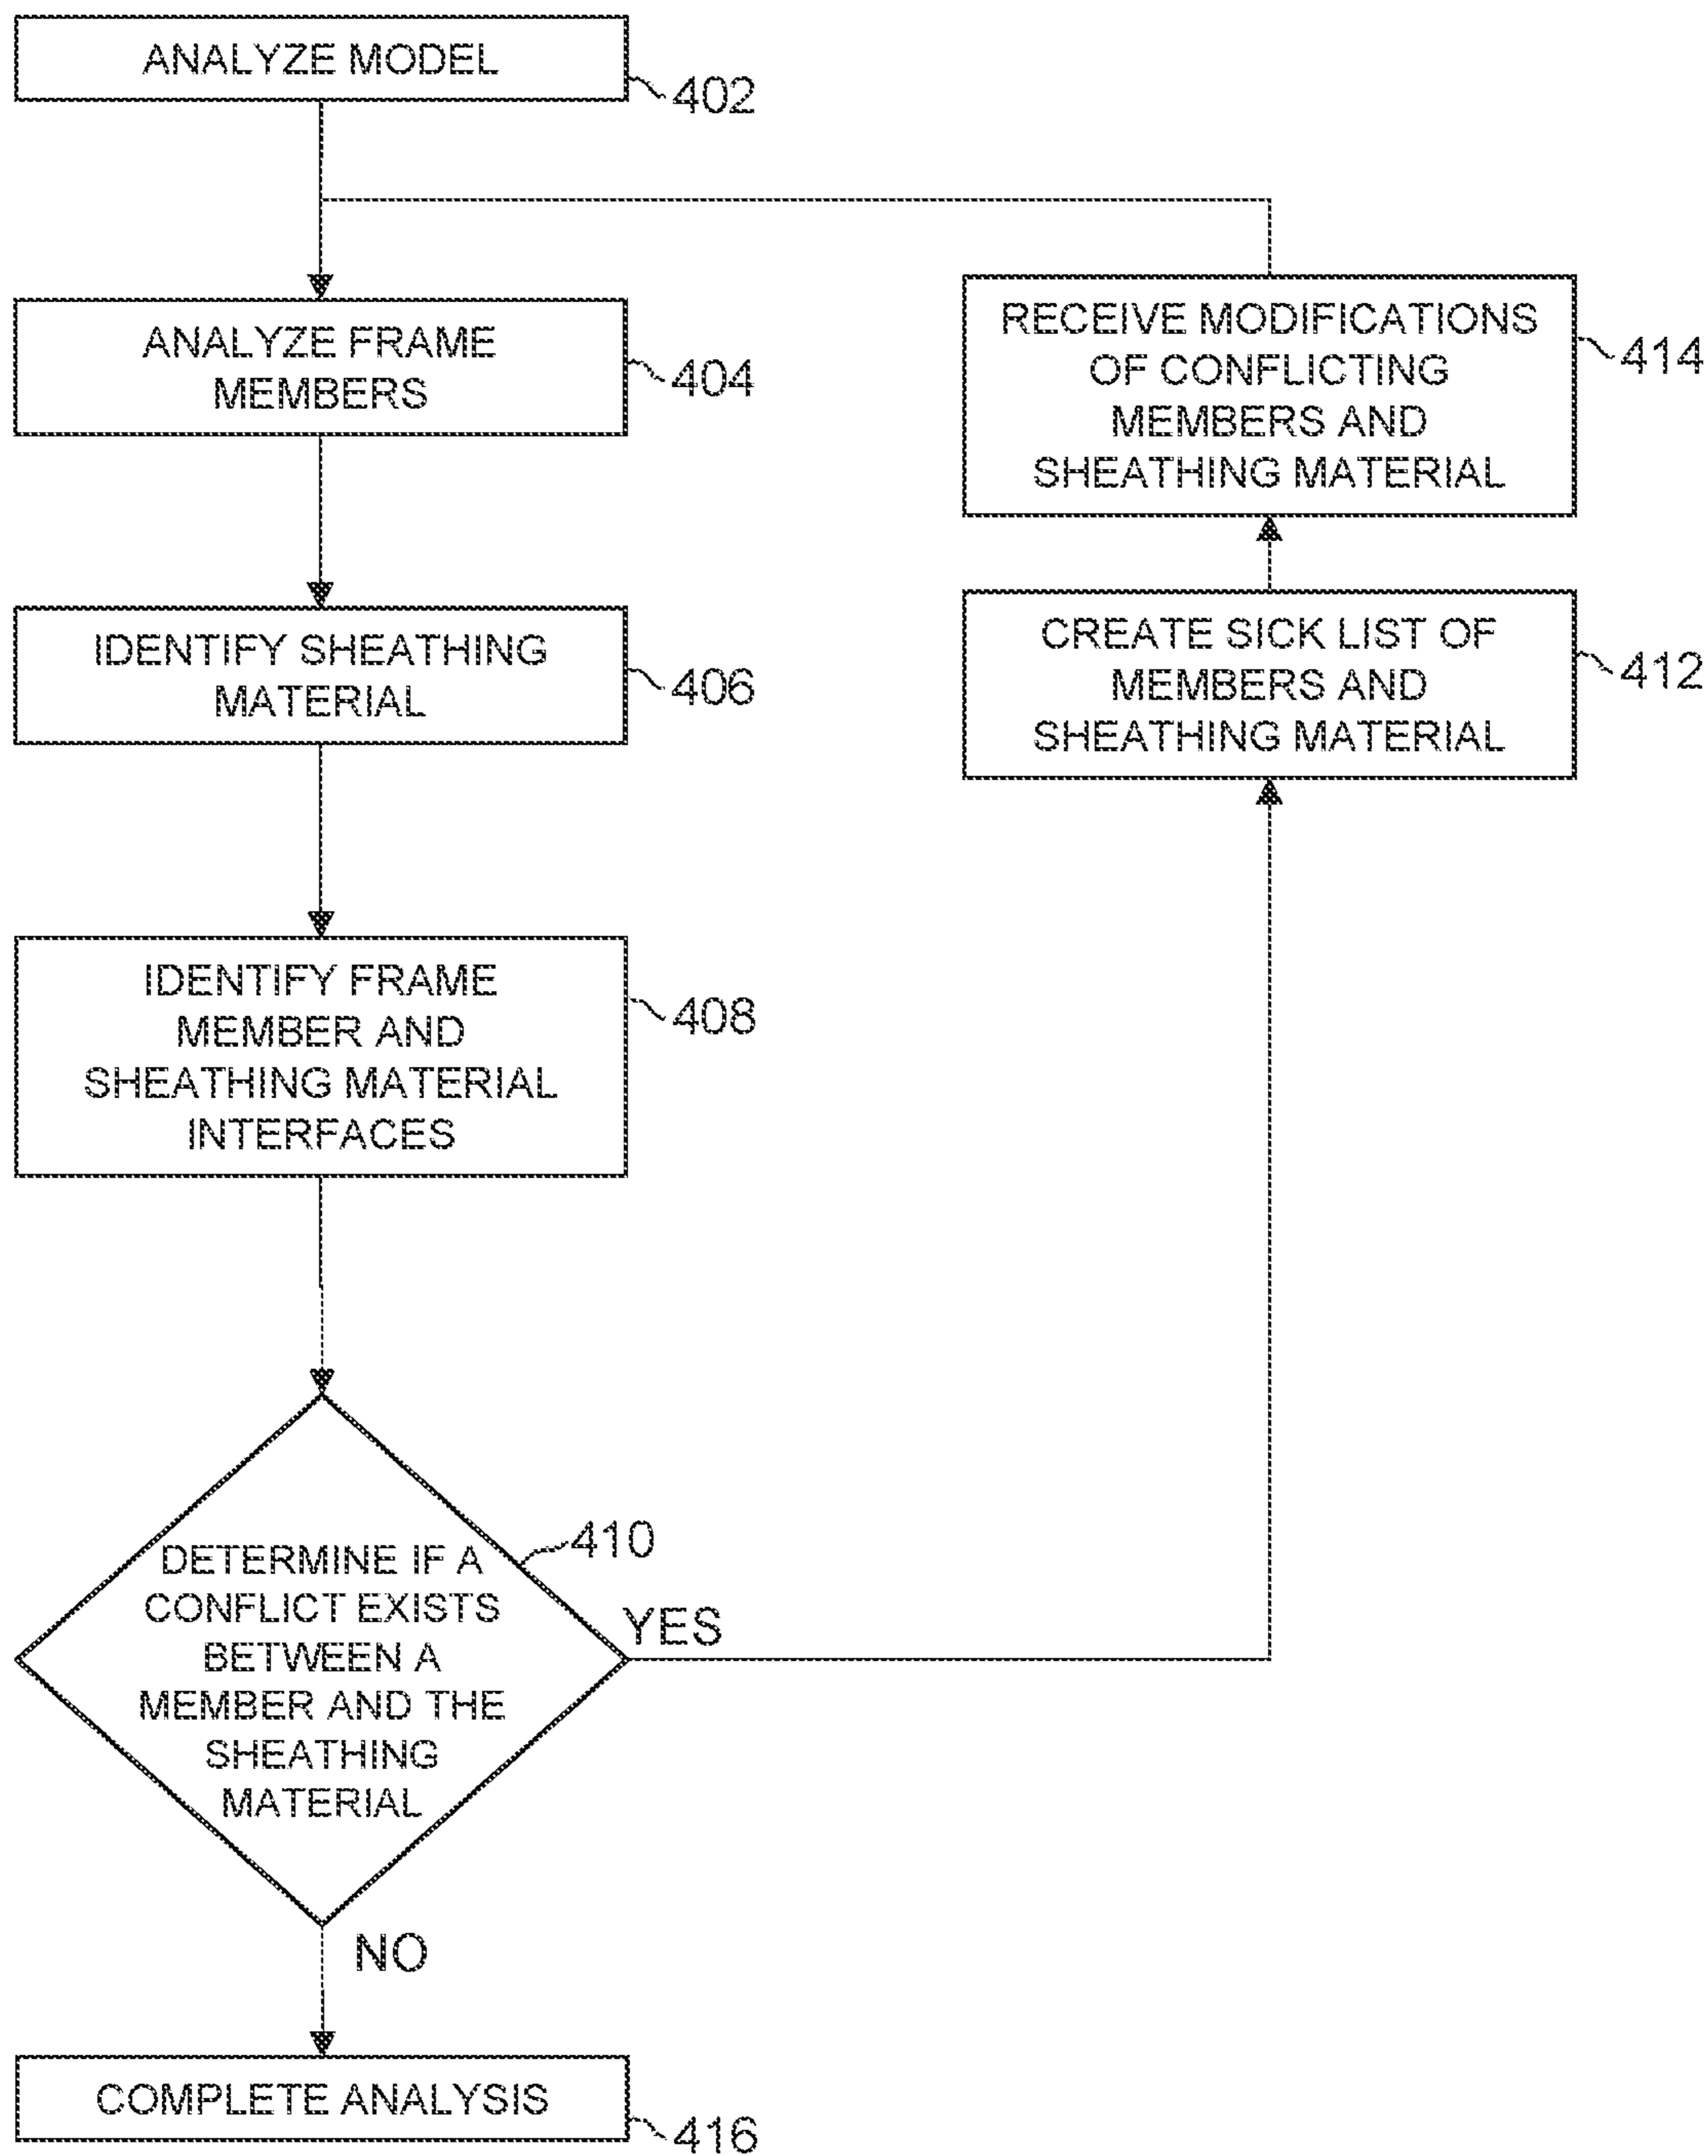 ANALYZE MODEL
402
ANALYZE FRAME
MEMBERS
404
IDENTIFY SHEATHING
MATERIAL
406
IDENTIFY FRAME
MEMBER AND
SHEATHING MATERIAL
INTERFACES
408
DETERMINE IF A
CONFLICT EXISTS
BETWEEN A
MEMBER AND THE
SHEATHING
MATERIAL
410
YES
NO
COMPLETE ANALYSIS
416
RECEIVE MODIFICATIONS
OF CONFLICTING
MEMBERS AND
SHEATHING MATERIAL
414
CREATE SICK LIST OF
MEMBERS AND
SHEATHING MATERIAL
412